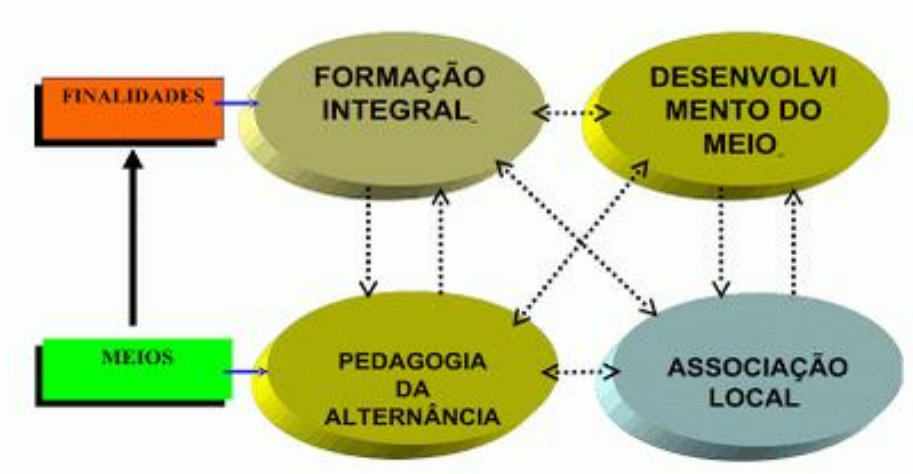 FINALIDADES
FORMAÇÃO
INTEGRAL
DESENVOLVI
MENTO DO
MEIO
MEIOS
PEDAGOGIA
DA
ALTERNÂNCIA
ASSOCIAÇÃO
LOCAL